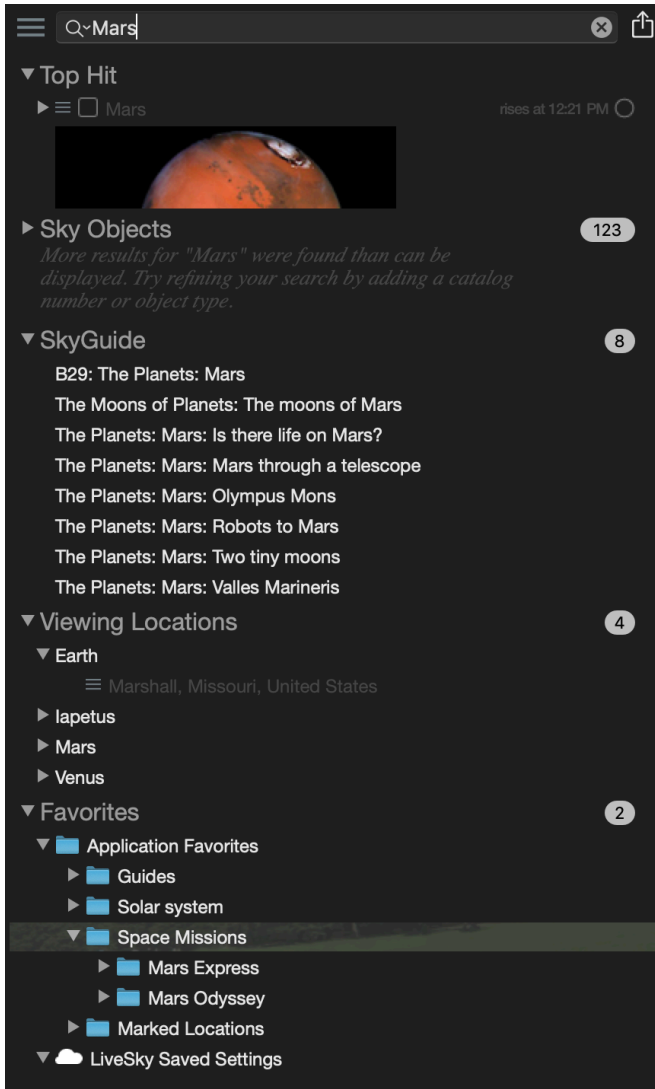 Mars
Top Hit
Mars rises at 12:21 PM
Sky Objects 123
More results for "Mars" were found than can be
displayed. Try refining your search by adding a catalog
number or object type.
SkyGuide 8
B29: The Planets: Mars
The Moons of Planets: The moons of Mars
The Planets: Mars: Is there life on Mars?
The Planets: Mars: Mars through a telescope
The Planets: Mars: Olympus Mons
The Planets: Mars: Robots to Mars
The Planets: Mars: Two tiny moons
The Planets: Mars: Valles Marineris
Viewing Locations 4
Earth
Marshall, Missouri, United States
Iapetus
Mars
Venus
Favorites 2
Application Favorites
Guides
Solar system
Space Missions
Mars Express
Mars Odyssey
Marked Locations
LiveSky Saved Settings